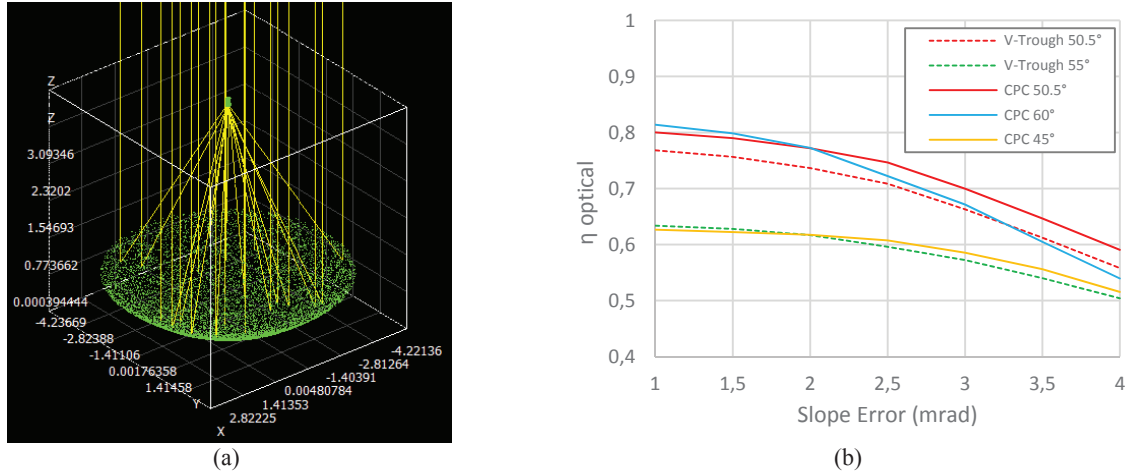 Z
Z
3.09346
2.3202
1.54693
0.773662
0.000394444
-4.23669
-2.82388
-1.41106
0.00176358
1.41458
Y
X
2.82225
1.41353
0.00480784
-1.40391
-2.81264
-4.22136
(a)
1
0,9
0,8
0,7
0,6
0,5
0,4
η optical
1 1,5 2 2,5 3 3,5 4
Slope Error (mrad)
V-Trough 50.5°
V-Trough 55°
CPC 50.5°
CPC 60°
CPC 45°
(b)